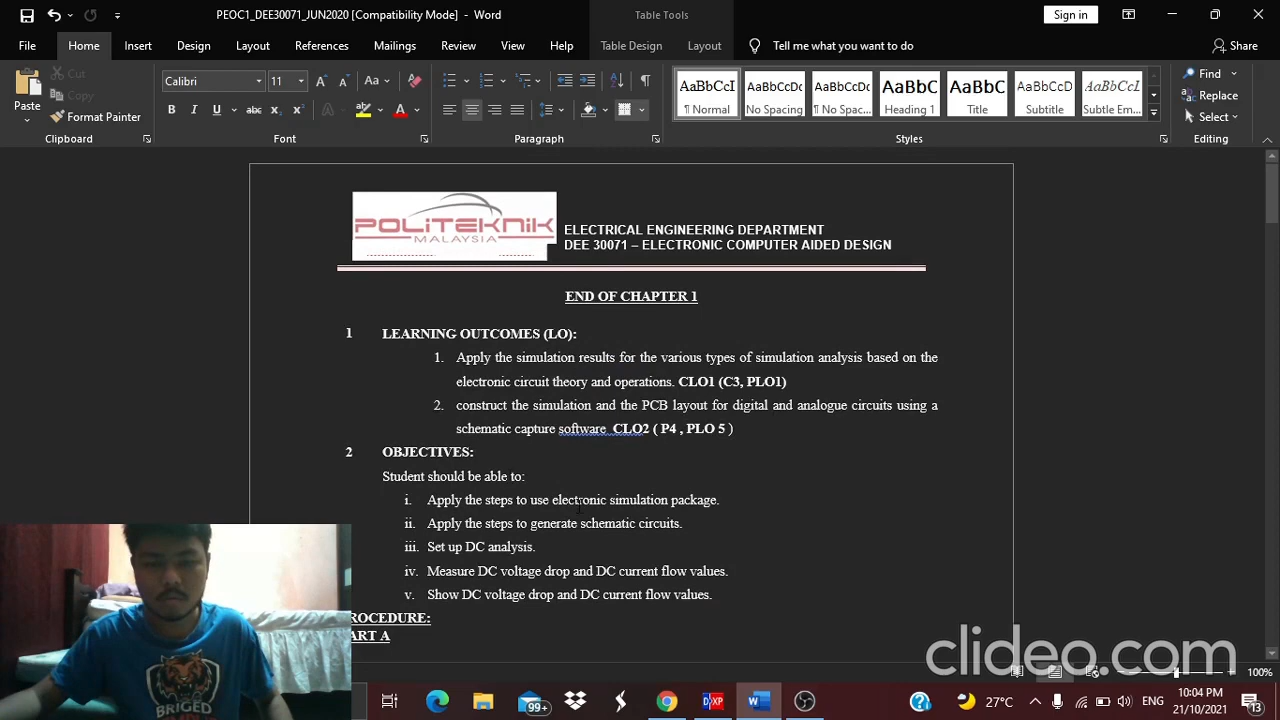 PEOC1_DEE30071_JUN2020 [Compatibility Mode] - Word
Table Tools
Sign in
File Home Insert Design Layout References Mailings Review View Help Table Design Layout Tell me what you want to do Share
Paste
Cut
Copy
Format Painter
Clipboard
Calibri 11
Font
Paragraph
AaBbCcI AaBbCcDc AaBbCcDc AaBbC AaBbC AaBbCcD AaBbCcL
¶ Normal No Spacing ¶ No Spac... Heading 1 Title Subtitle Subtle Em...
Styles
Find
Replace
Select
Editing
POLITEKNIK
MALAYSIA
ELECTRICAL ENGINEERING DEPARTMENT
DEE 30071 – ELECTRONIC COMPUTER AIDED DESIGN
END OF CHAPTER 1
1 LEARNING OUTCOMES (LO):
1. Apply the simulation results for the various types of simulation analysis based on the
electronic circuit theory and operations. CLO1 (C3, PLO1)
2. construct the simulation and the PCB layout for digital and analogue circuits using a
schematic capture software CLO2 ( P4 , PLO 5 )
2 OBJECTIVES:
Student should be able to:
i. Apply the steps to use electronic simulation package.
ii. Apply the steps to generate schematic circuits.
iii. Set up DC analysis.
iv. Measure DC voltage drop and DC current flow values.
v. Show DC voltage drop and DC current flow values.
ROCEDURE:
ART A
BRIGED
clideo.com
100%
99+
DXP
27°C
ENG
10:04 PM
21/10/2021
13